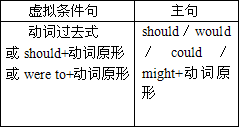 虚拟条件句
主句
动词过去式
或 should+动词原形
或 were to+动词原形
should / would
/ could /
might+动词原
形